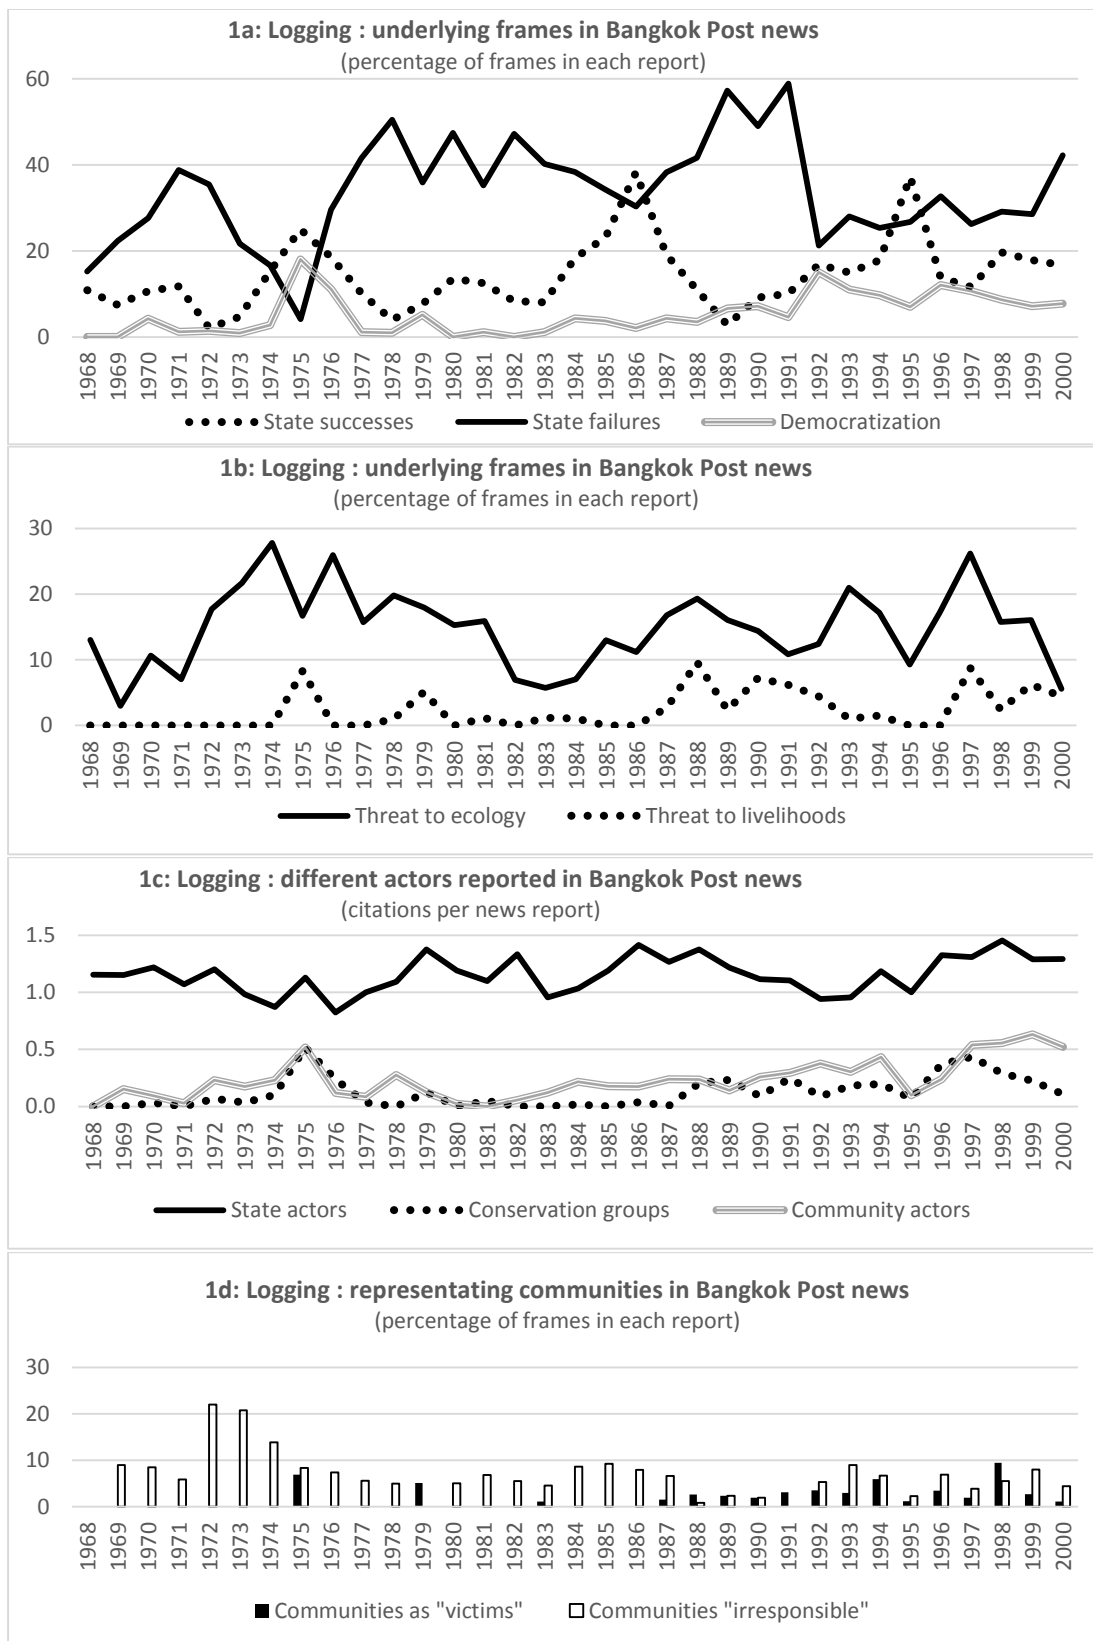 1a: Logging : underlying frames in Bangkok Post news
(percentage of frames in each report)
60
40
20
0
1968 1969 1970 1971 1972 1973 1974 1975 1976 1977 1978 1979 1980 1981 1982 1983 1984 1985 1986 1987 1988 1989 1990 1991 1992 1993 1994 1995 1996 1997 1998 1999 2000
State successes State failures Democratization
1b: Logging : underlying frames in Bangkok Post news
(percentage of frames in each report)
30
20
10
0
1968 1969 1970 1971 1972 1973 1974 1975 1976 1977 1978 1979 1980 1981 1982 1983 1984 1985 1986 1987 1988 1989 1990 1991 1992 1993 1994 1995 1996 1997 1998 1999 2000
Threat to ecology Threat to livelihoods
1c: Logging : different actors reported in Bangkok Post news
(citations per news report)
1.5
1.0
0.5
0.0
1968 1969 1970 1971 1972 1973 1974 1975 1976 1977 1978 1979 1980 1981 1982 1983 1984 1985 1986 1987 1988 1989 1990 1991 1992 1993 1994 1995 1996 1997 1998 1999 2000
State actors Conservation groups Community actors
1d: Logging : representating communities in Bangkok Post news
(percentage of frames in each report)
30
20
10
0
1968 1969 1970 1971 1972 1973 1974 1975 1976 1977 1978 1979 1980 1981 1982 1983 1984 1985 1986 1987 1988 1989 1990 1991 1992 1993 1994 1995 1996 1997 1998 1999 2000
Communities as "victims" Communities "irresponsible"